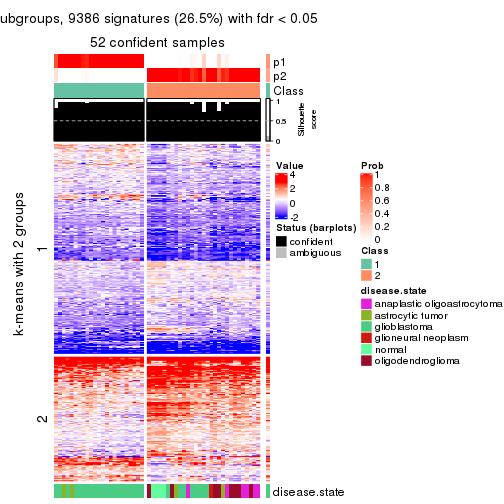 ubgroups, 9386 signatures (26.5%) with fdr < 0.05
52 confident samples
p1
p2
Class
1
0.5
0
Silhouette
score
k-means with 2 groups
1
2
Value
4
2
0
-2
Status (barplots)
confident
ambiguous
Prob
1
0.8
0.6
0.4
0.2
0
Class
1
2
disease.state
anaplastic oligoastrocytoma
astrocytic tumor
glioblastoma
glioneural neoplasm
normal
oligodendroglioma
disease.state